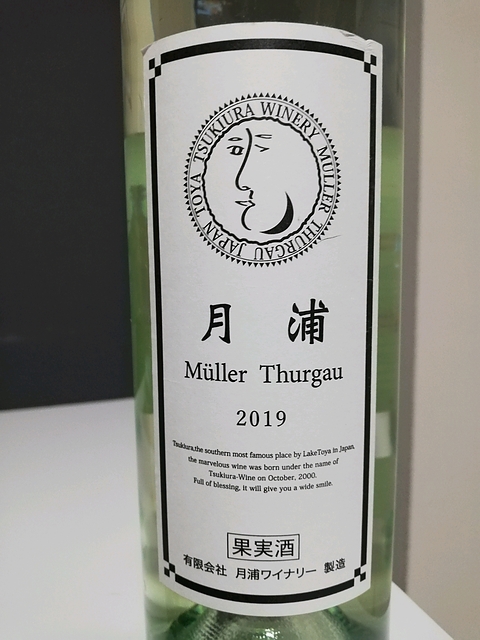 TSUKIURA WINERY MÜLLER THURGAU JAPAN TOYA
月浦
Müller Thurgau
2019
Tsukiura,the southern most famous place by LakeToya in Japan,
the marvelous wine was born under the name of
Tsukiura-Wine on October, 2000.
Full of blessing, it will give you a wide smile.
果実酒
有限会社 月浦ワイナリー 製造